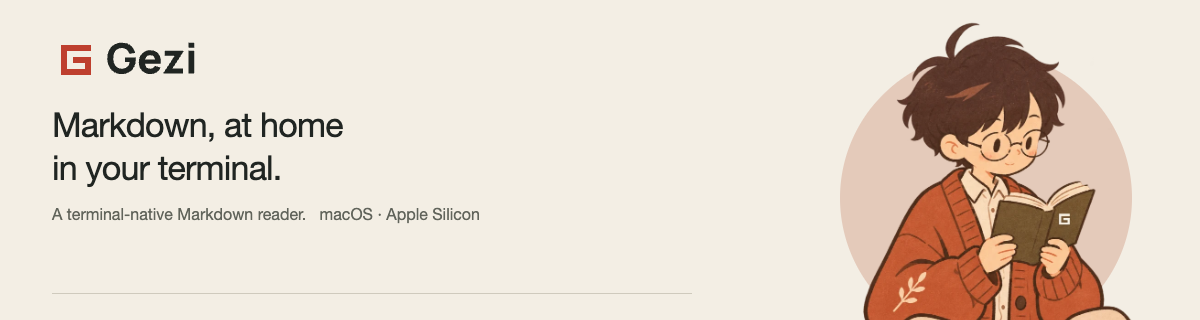 Gezi
Markdown, at home
in your terminal.
A terminal-native Markdown reader. macOS · Apple Silicon
G